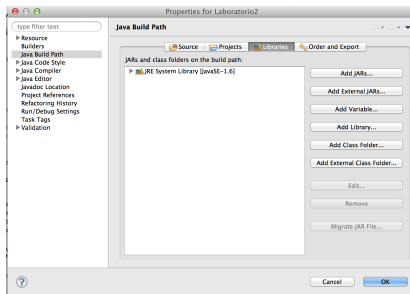 Properties for Laboratorio2
type filter text
Java Build Path
Resource
Builders
Java Build Path
Java Code Style
Java Compiler
Java Editor
Javadoc Location
Project References
Refactoring History
Run/Debug Settings
Task Tags
Validation
Source Projects Libraries Order and Export
JARs and class folders on the build path:
JRE System Library [JavaSE-1.6]
Add JARs...
Add External JARs...
Add Variable...
Add Library...
Add Class Folder...
Add External Class Folder...
Edit...
Remove
Migrate JAR File...
?
Cancel OK